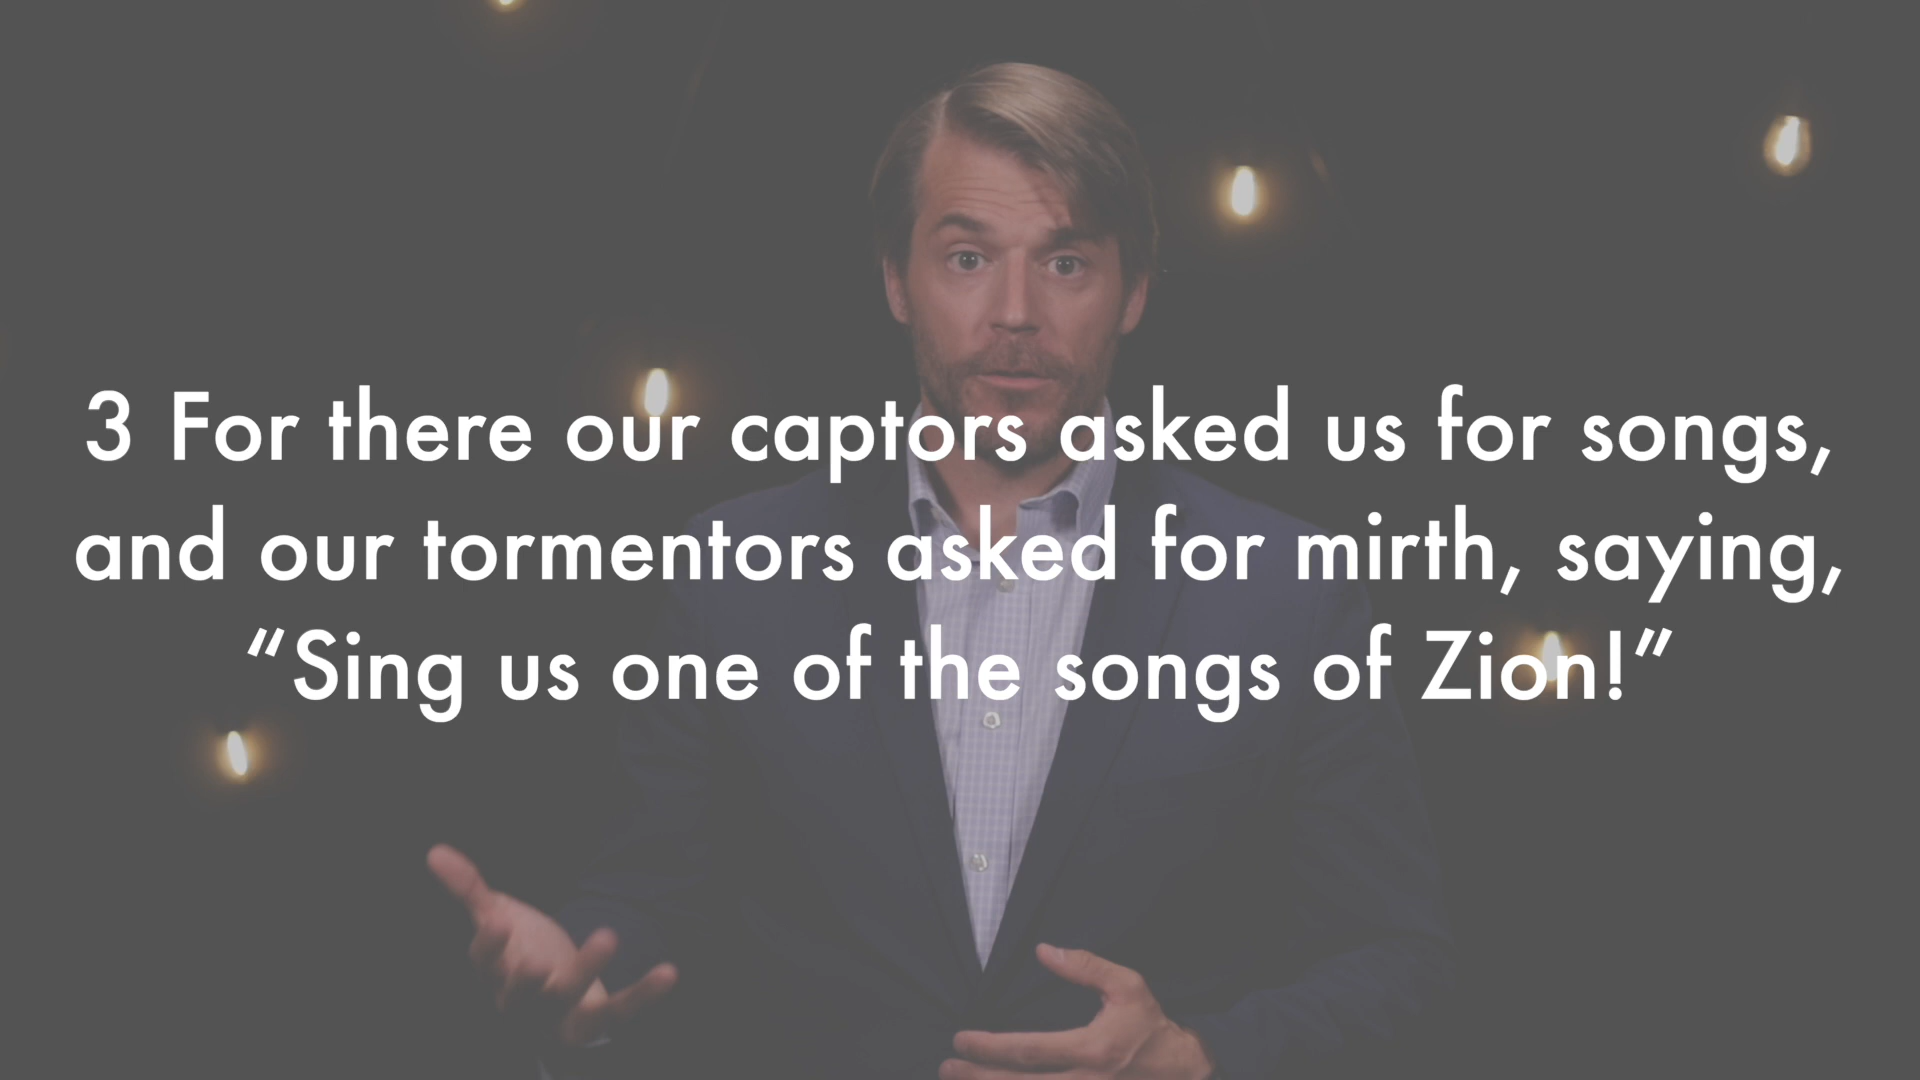 3 For there our captors asked us for songs,
and our tormentors asked for mirth, saying,
“Sing us one of the songs of Zion!”